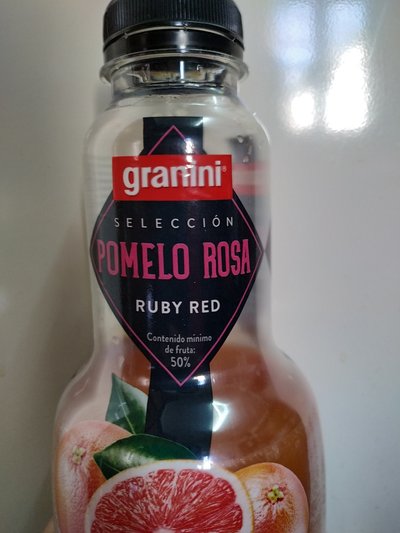 granini®
SELECCIÓN
POMELO ROSA
RUBY RED
Contenido mínimo
de fruta:
50%